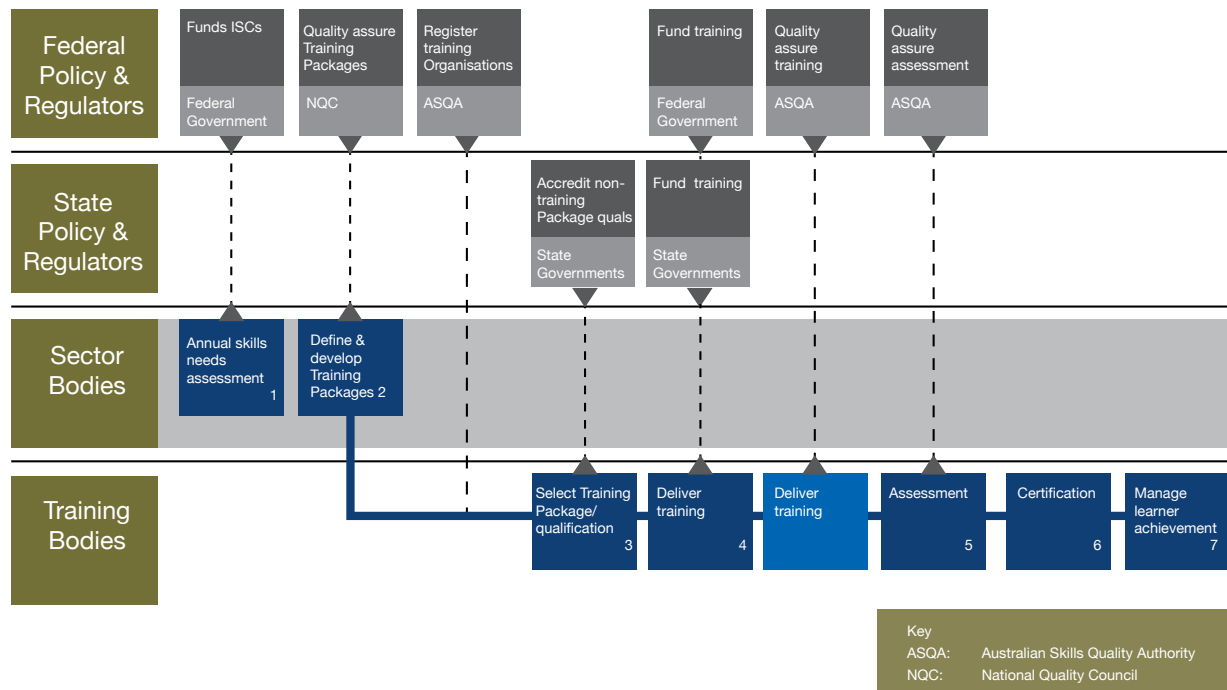 Federal
Policy &
Regulators
Funds ISCs
Federal
Government
Quality assure
Training
Packages
NQC
Register
training
Organisations
ASQA
Fund training
Federal
Government
Quality
assure
training
ASQA
Quality
assure
assessment
ASQA
State
Policy &
Regulators
Accredit non-
training
Package quals
State
Governments
Fund training
State
Governments
Sector
Bodies
Annual skills
needs
assessment
1
Define &
develop
Training
Packages 2
Training
Bodies
Select Training
Package/
qualification
3
Deliver
training
4
Deliver
training
Assessment
5
Certification
6
Manage
learner
achievement
7
Key
ASQA: Australian Skills Quality Authority
NQC: National Quality Council